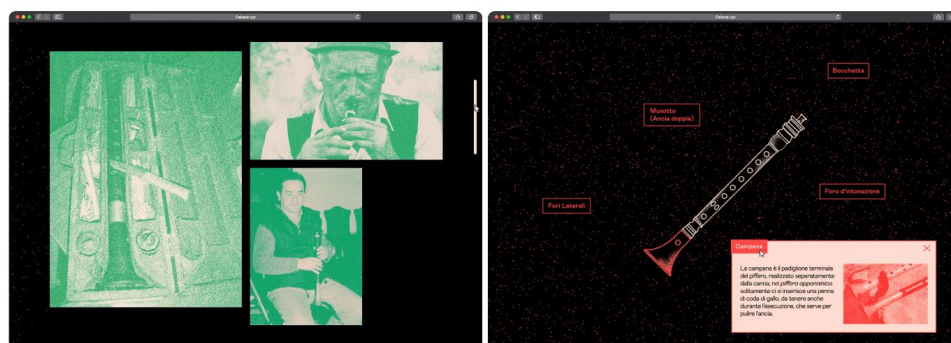 Calura.xyz
Calura.xyz
Bocchetta
Musotto
(Ancia doppia)
Foro d'intonazione
Fori Laterali
Campana
La campana è il padiglione terminale
del piffero, realizzato separatamente
dalla canna; nel piffero appenninico
solitamente ci si inserisce una penna
di coda di gallo, da tenere anche
durante l'esecuzione, che serve per
pulire l'ancia.